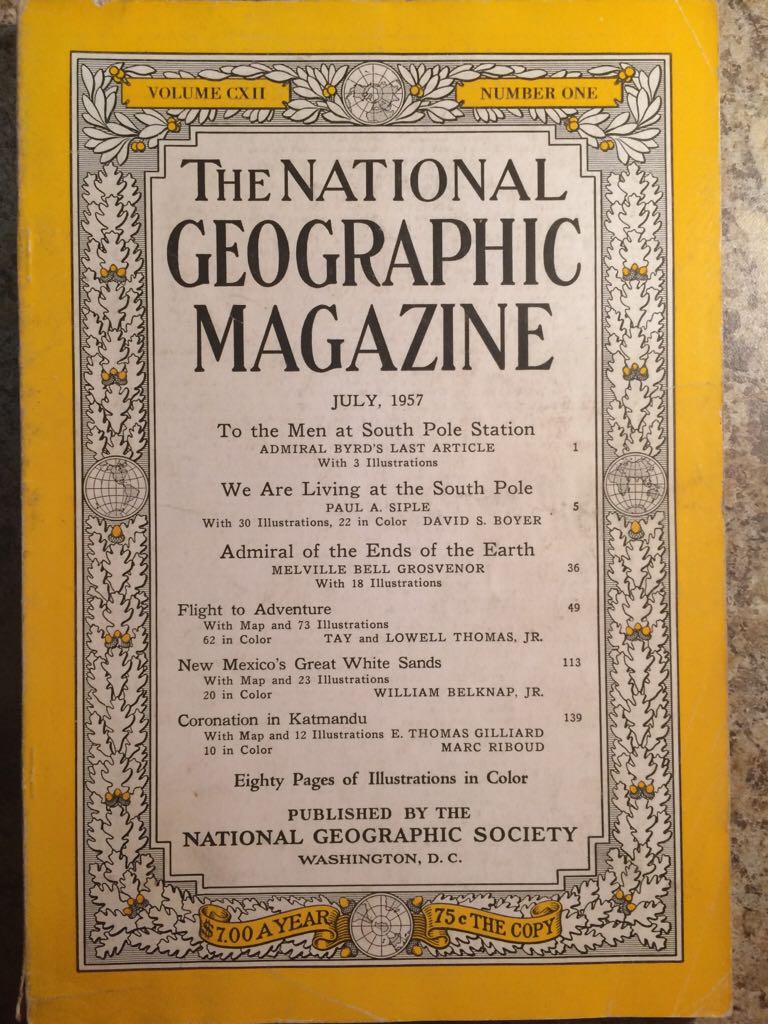 VOLUME CXII NUMBER ONE
THE NATIONAL
GEOGRAPHIC
MAGAZINE
JULY, 1957
To the Men at South Pole Station
ADMIRAL BYRD'S LAST ARTICLE 1
With 3 Illustrations
We Are Living at the South Pole
PAUL A. SIPLE 5
With 30 Illustrations, 22 in Color DAVID S. BOYER
Admiral of the Ends of the Earth
MELVILLE BELL GROSVENOR 36
With 18 Illustrations
Flight to Adventure 49
With Map and 73 Illustrations
62 in Color TAY and LOWELL THOMAS, JR.
New Mexico's Great White Sands 113
With Map and 23 Illustrations
20 in Color WILLIAM BELKNAP, JR.
Coronation in Katmandu 139
With Map and 12 Illustrations E. THOMAS GILLIARD
10 in Color MARC RIBOUD
Eighty Pages of Illustrations in Color
PUBLISHED BY THE
NATIONAL GEOGRAPHIC SOCIETY
WASHINGTON, D. C.
$7.00 A YEAR 75c THE COPY